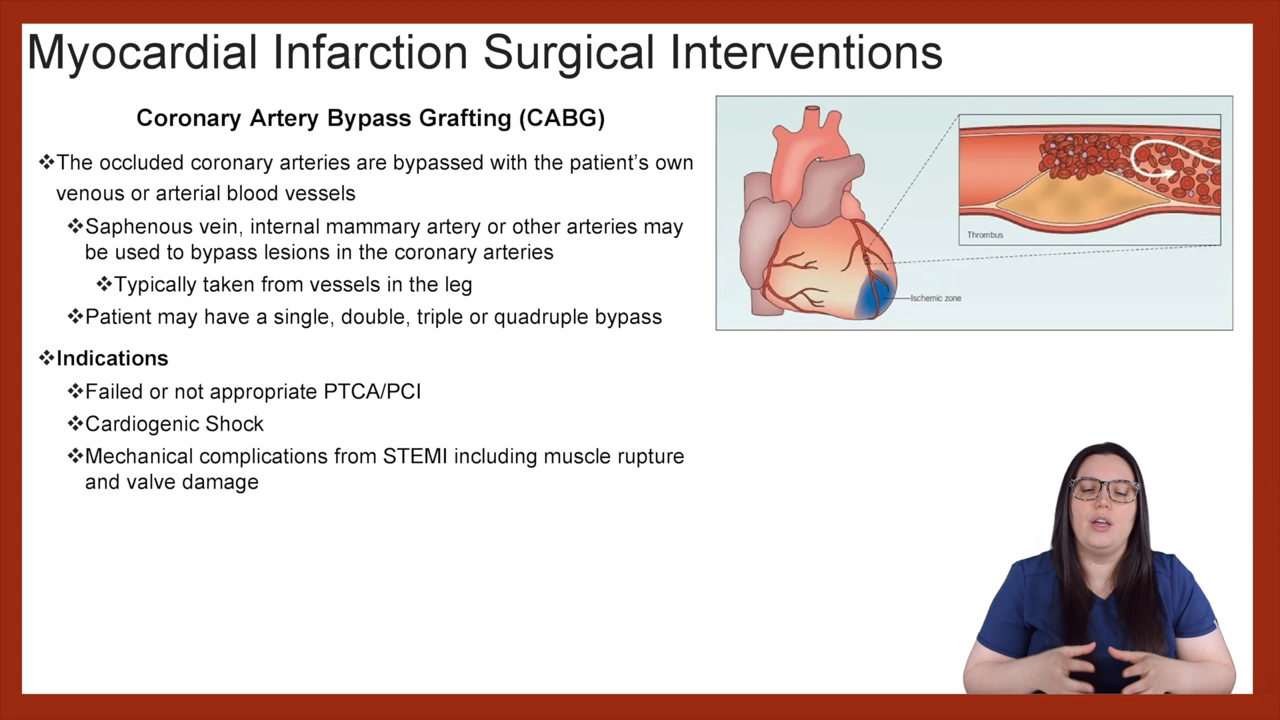 Myocardial Infarction Surgical Interventions
Coronary Artery Bypass Grafting (CABG)
❖The occluded coronary arteries are bypassed with the patient’s own
venous or arterial blood vessels
❖Saphenous vein, internal mammary artery or other arteries may
be used to bypass lesions in the coronary arteries
❖Typically taken from vessels in the leg
❖Patient may have a single, double, triple or quadruple bypass
❖Indications
❖Failed or not appropriate PTCA/PCI
❖Cardiogenic Shock
❖Mechanical complications from STEMI including muscle rupture
and valve damage
Thrombus
Ischemic zone